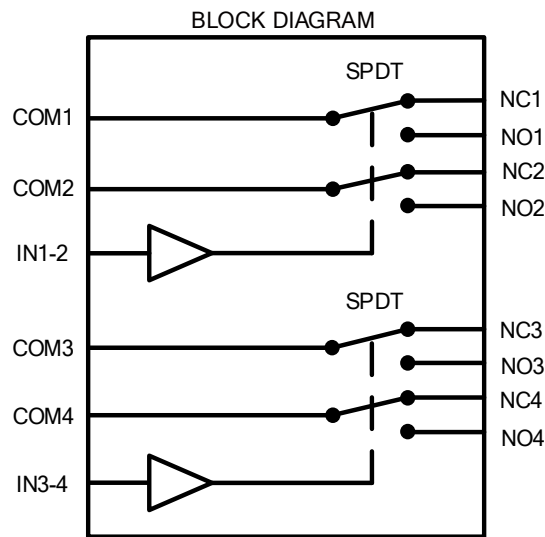 BLOCK DIAGRAM
SPDT
COM1
NC1
NO1
COM2
NC2
NO2
IN1-2
SPDT
COM3
NC3
NO3
COM4
NC4
NO4
IN3-4